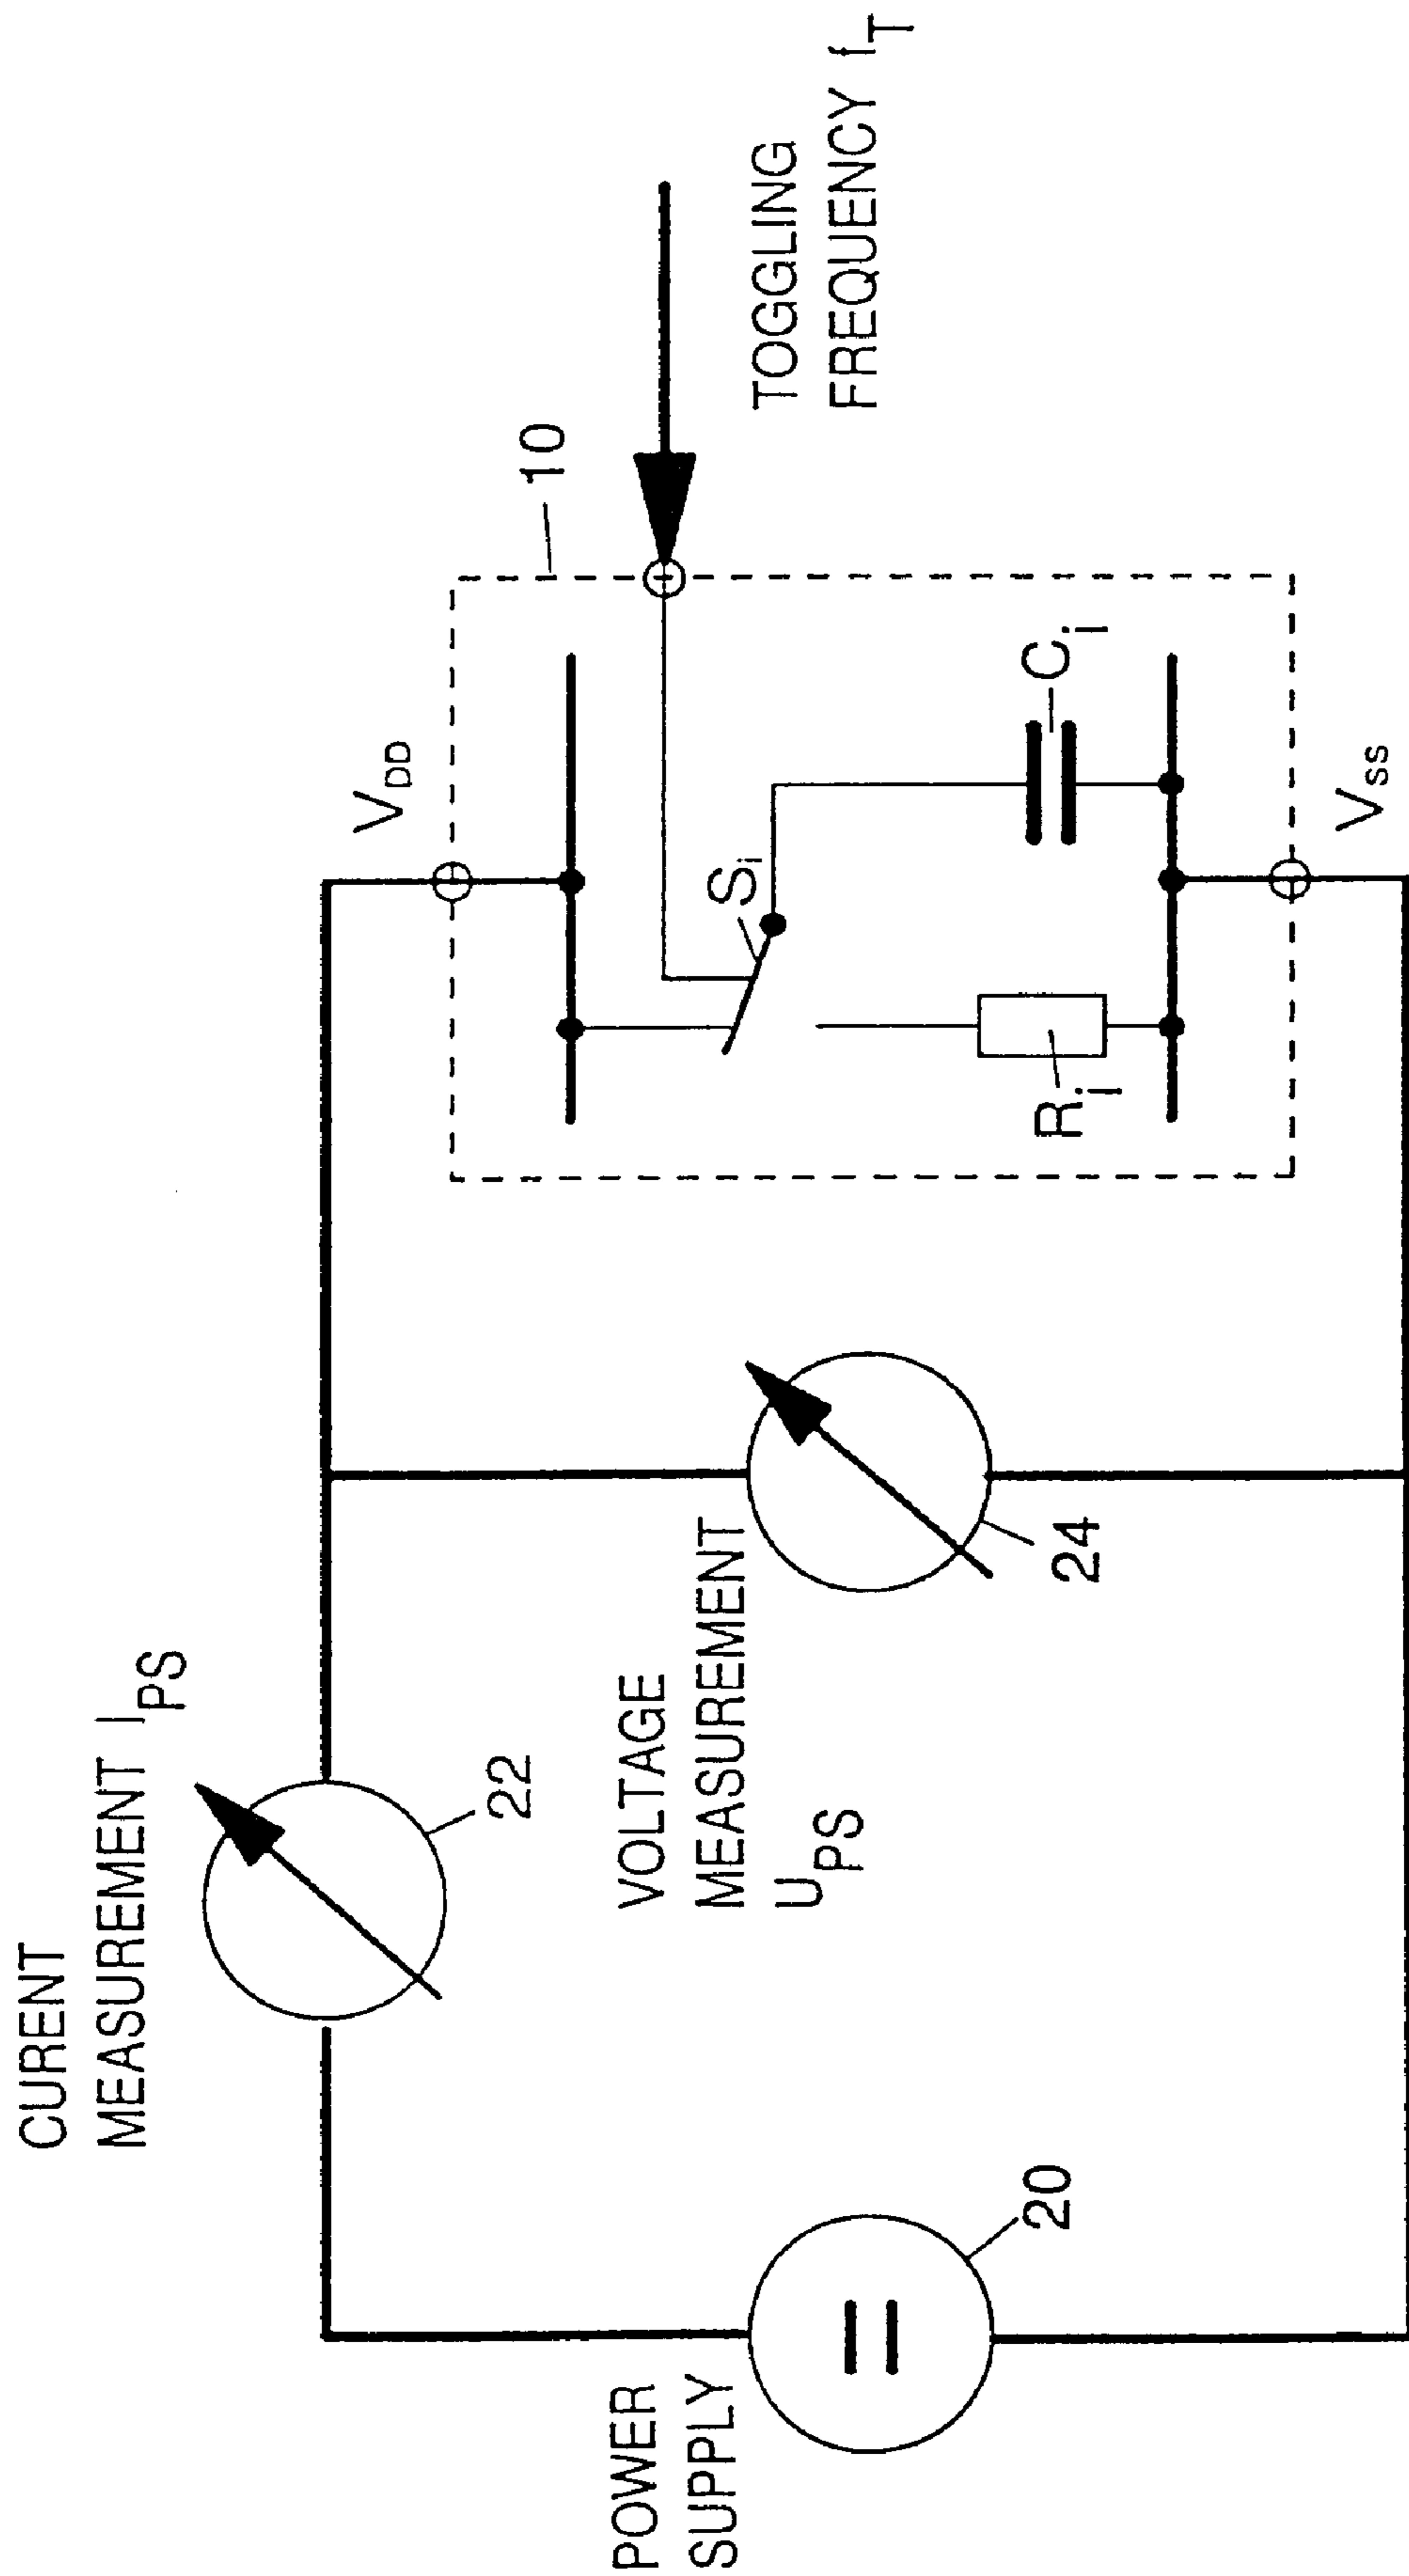 CURENT
MEASUREMENT I_PS
22
POWER
SUPPLY
20
VOLTAGE
MEASUREMENT
U_PS
24
V_DD
10
S_i
R_i
C_i
V_SS
TOGGLING
FREQUENCY f_T